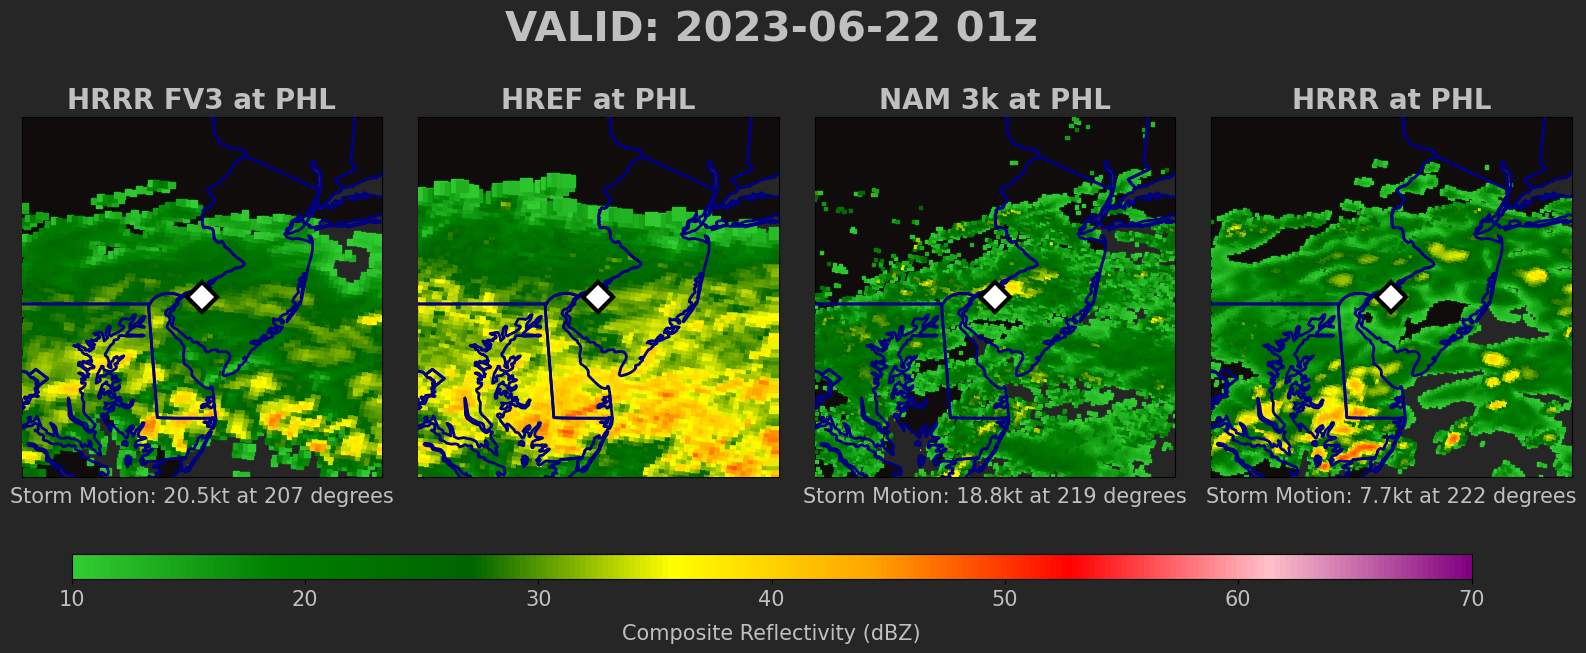 VALID: 2023-06-22 01z
HRRR FV3 at PHL
HREF at PHL
NAM 3k at PHL
HRRR at PHL
Storm Motion: 20.5kt at 207 degrees
Storm Motion: 18.8kt at 219 degrees
Storm Motion: 7.7kt at 222 degrees
10 20 30 40 50 60 70
Composite Reflectivity (dBZ)